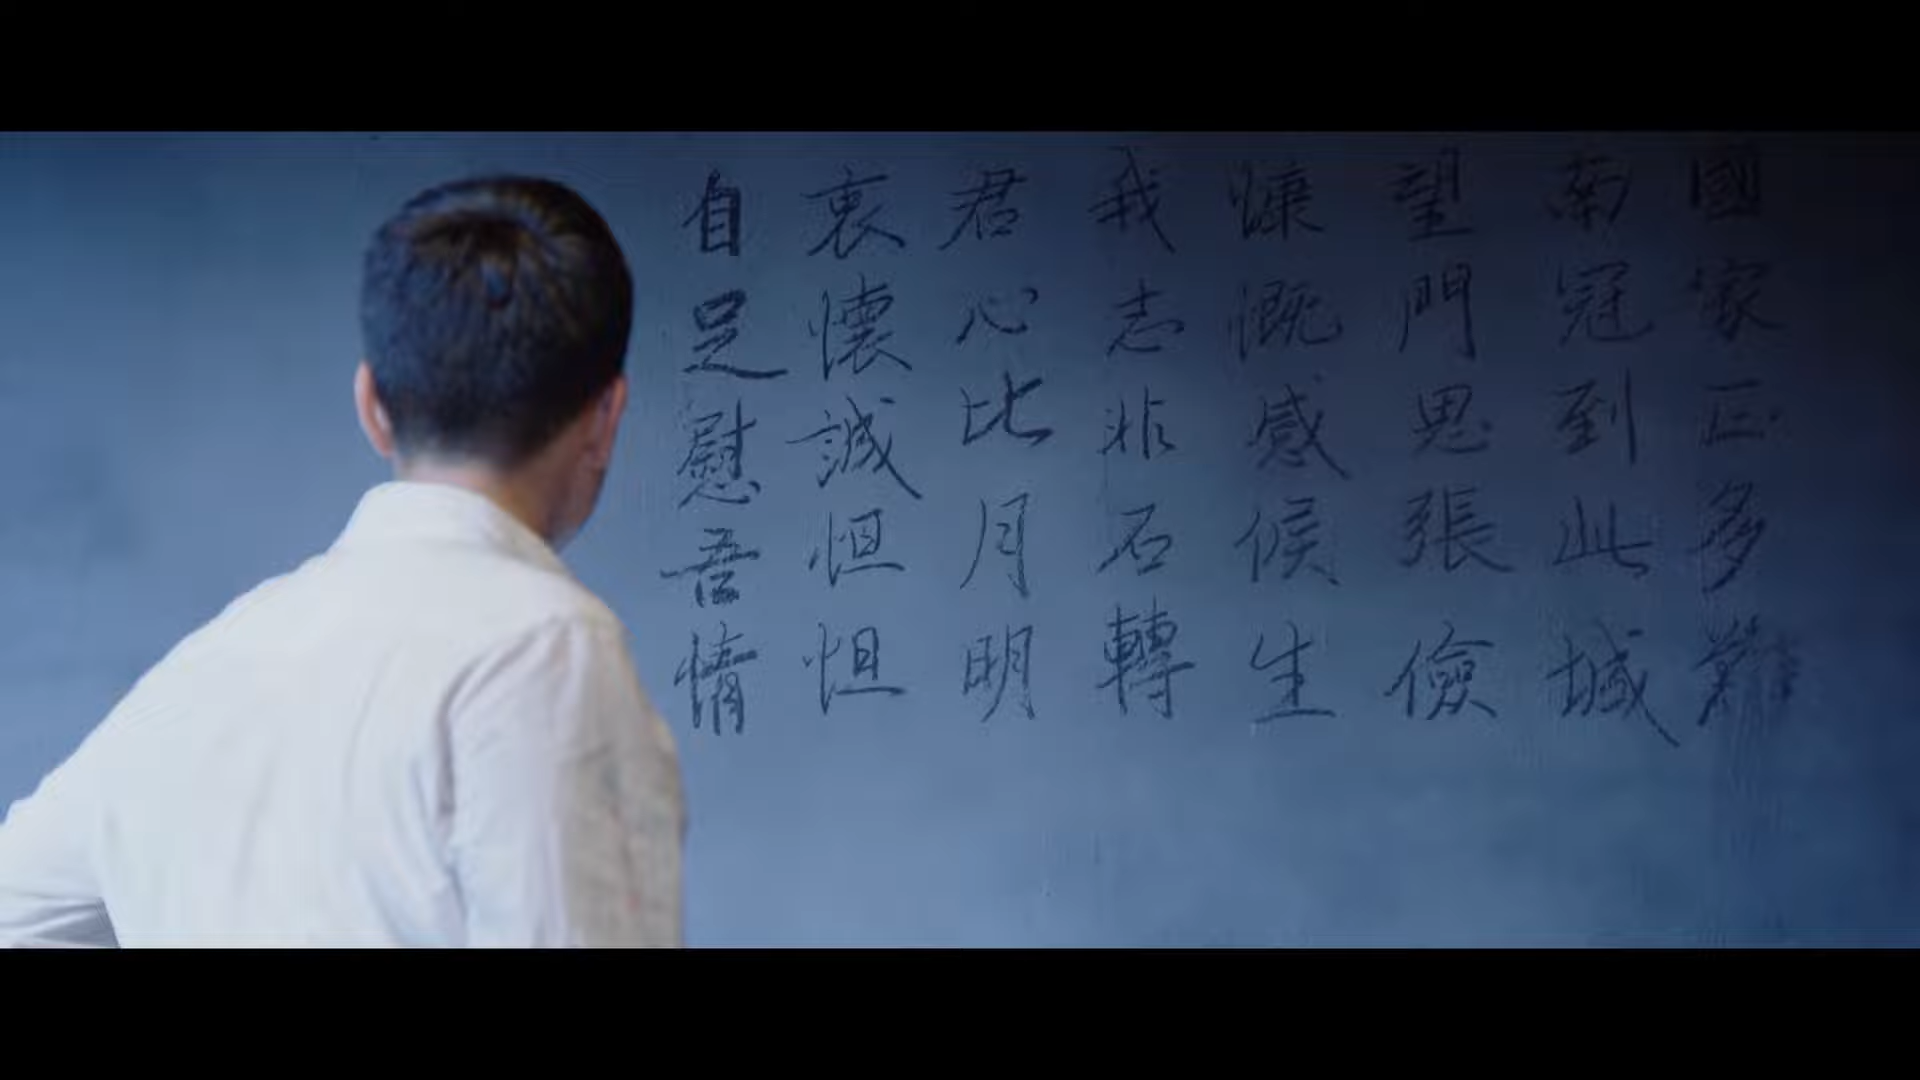 國家正多難
南冠到此城
望門思張儉
慷慨感候生
我志非石轉
君心比月明
衷懷誠怛怛
自足慰吾情